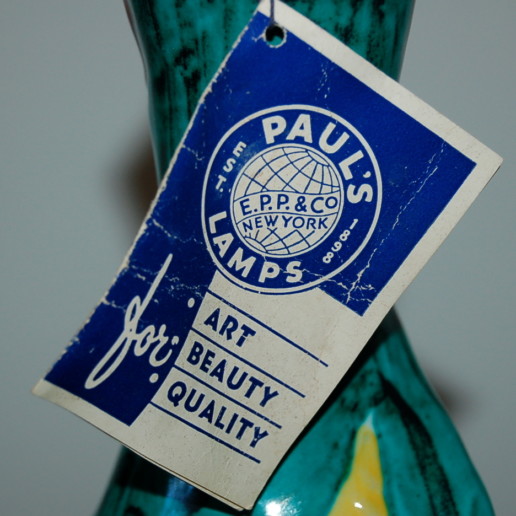 PAUL'S
EST. 1898
E.P.P. & CO
NEW YORK
LAMPS
for:
ART
BEAUTY
QUALITY